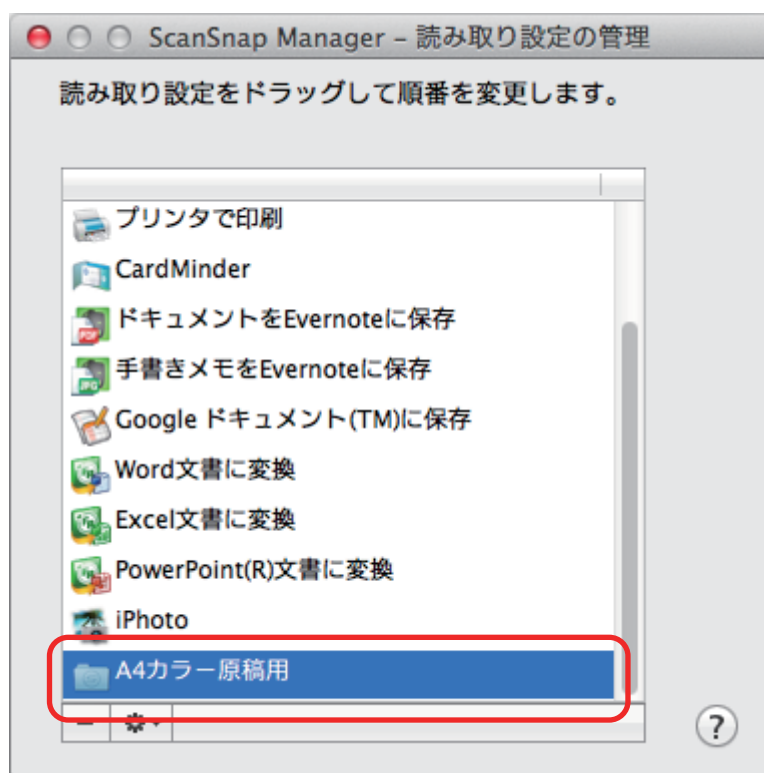 ScanSnap Manager – 読み取り設定の管理
読み取り設定をドラッグして順番を変更します。
プリンタで印刷
CardMinder
ドキュメントをEvernoteに保存
手書きメモをEvernoteに保存
Google ドキュメント(TM)に保存
Word文書に変換
Excel文書に変換
PowerPoint(R)文書に変換
iPhoto
A4カラー原稿用
?